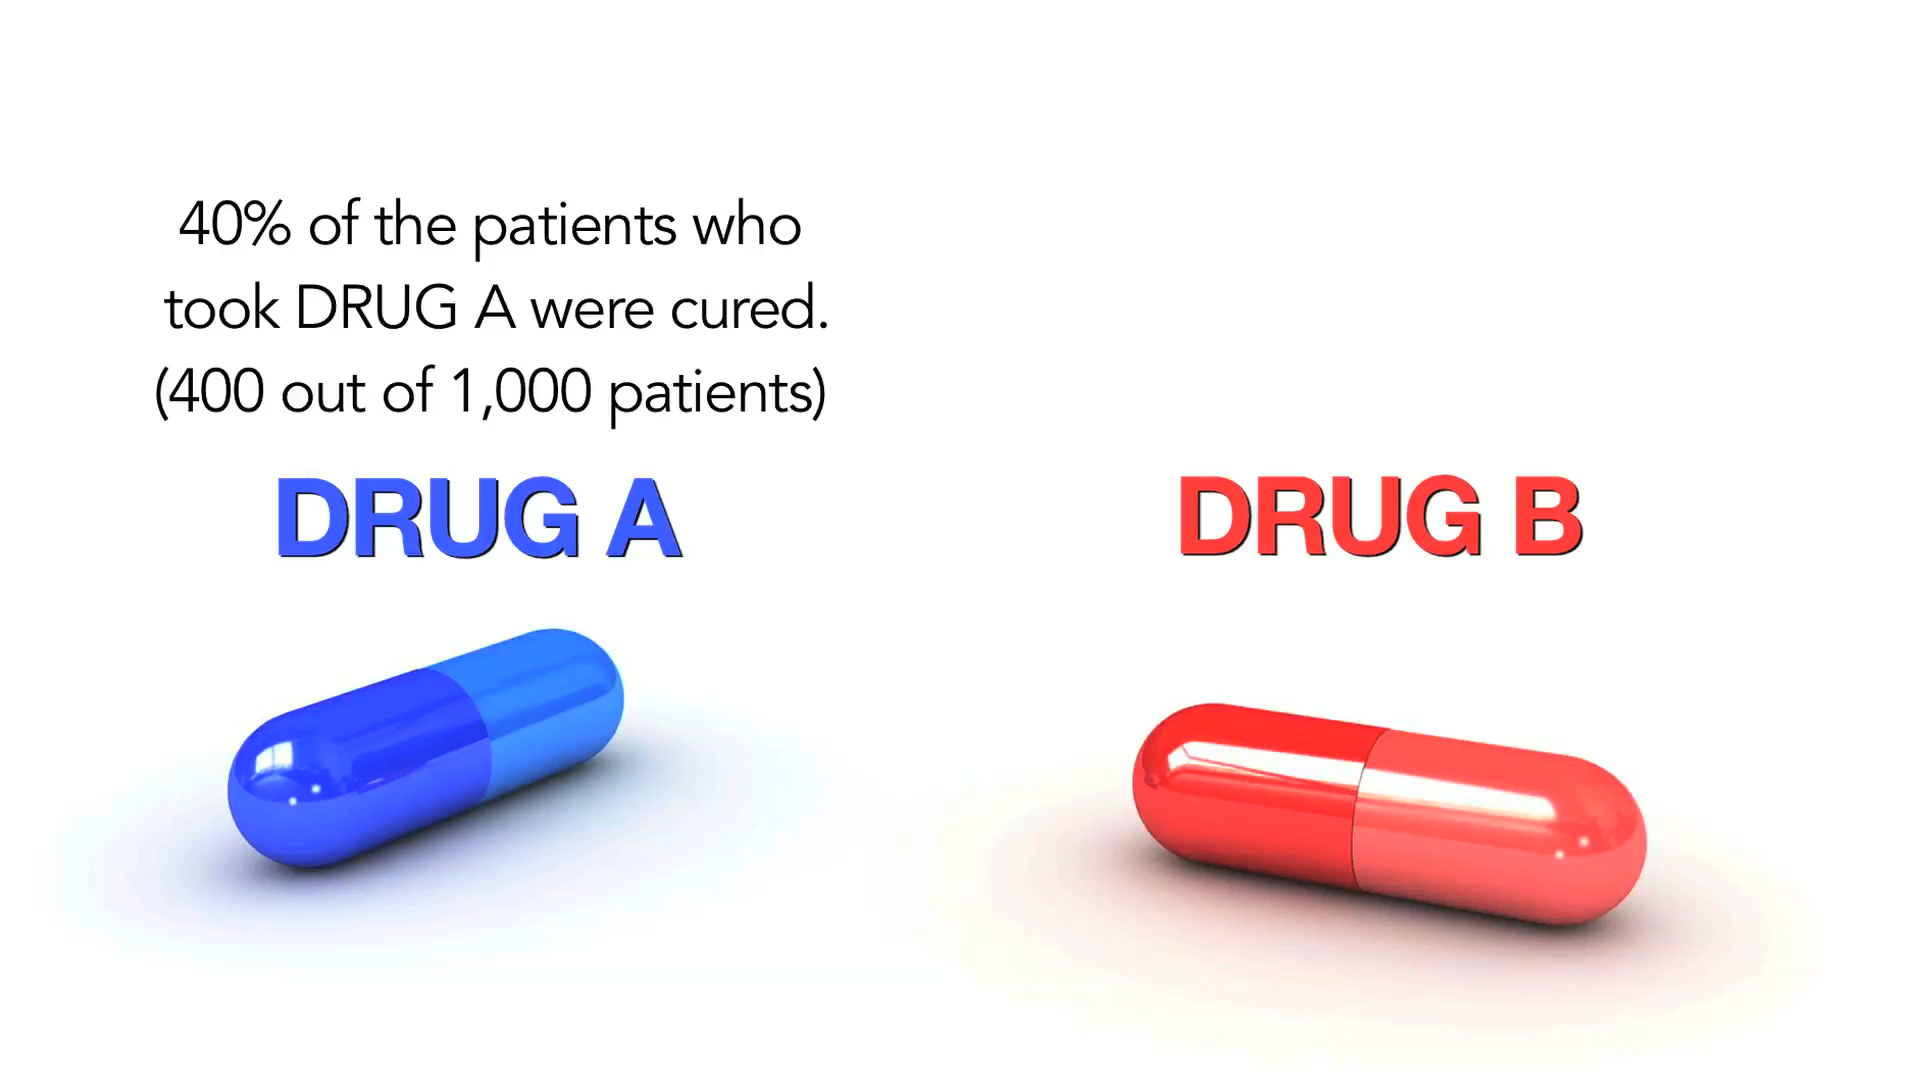 40% of the patients who
took DRUG A were cured.
(400 out of 1,000 patients)
DRUG A
DRUG B